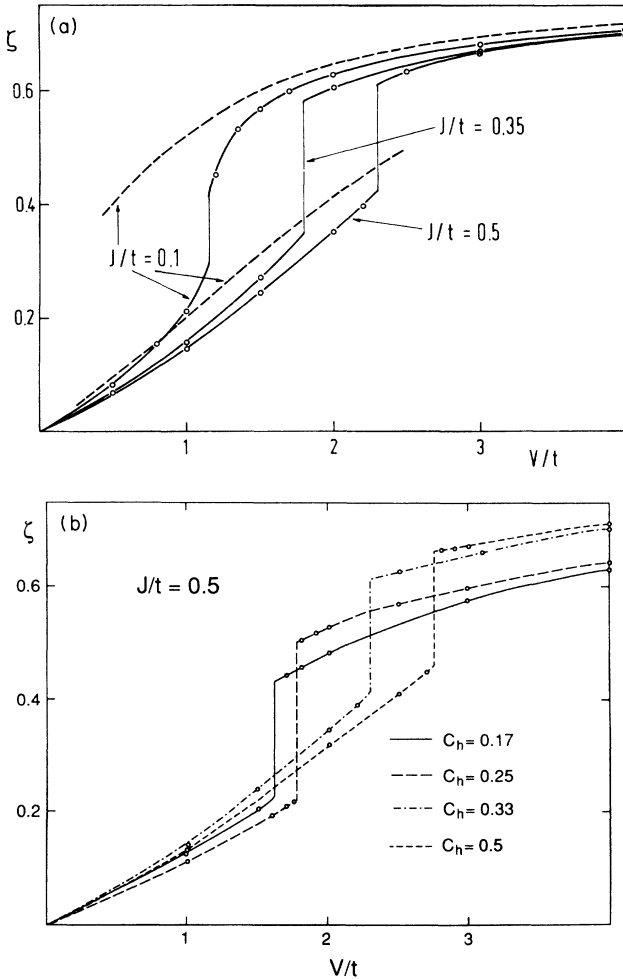 (a)
ζ
0.6
0.4
0.2
J/t = 0.35
J/t = 0.5
J/t = 0.1
1
2
3
V/t
(b)
ζ
J/t = 0.5
0.6
0.4
0.2
0
C_h = 0.17
C_h = 0.25
C_h = 0.33
C_h = 0.5
1
2
3
V/t